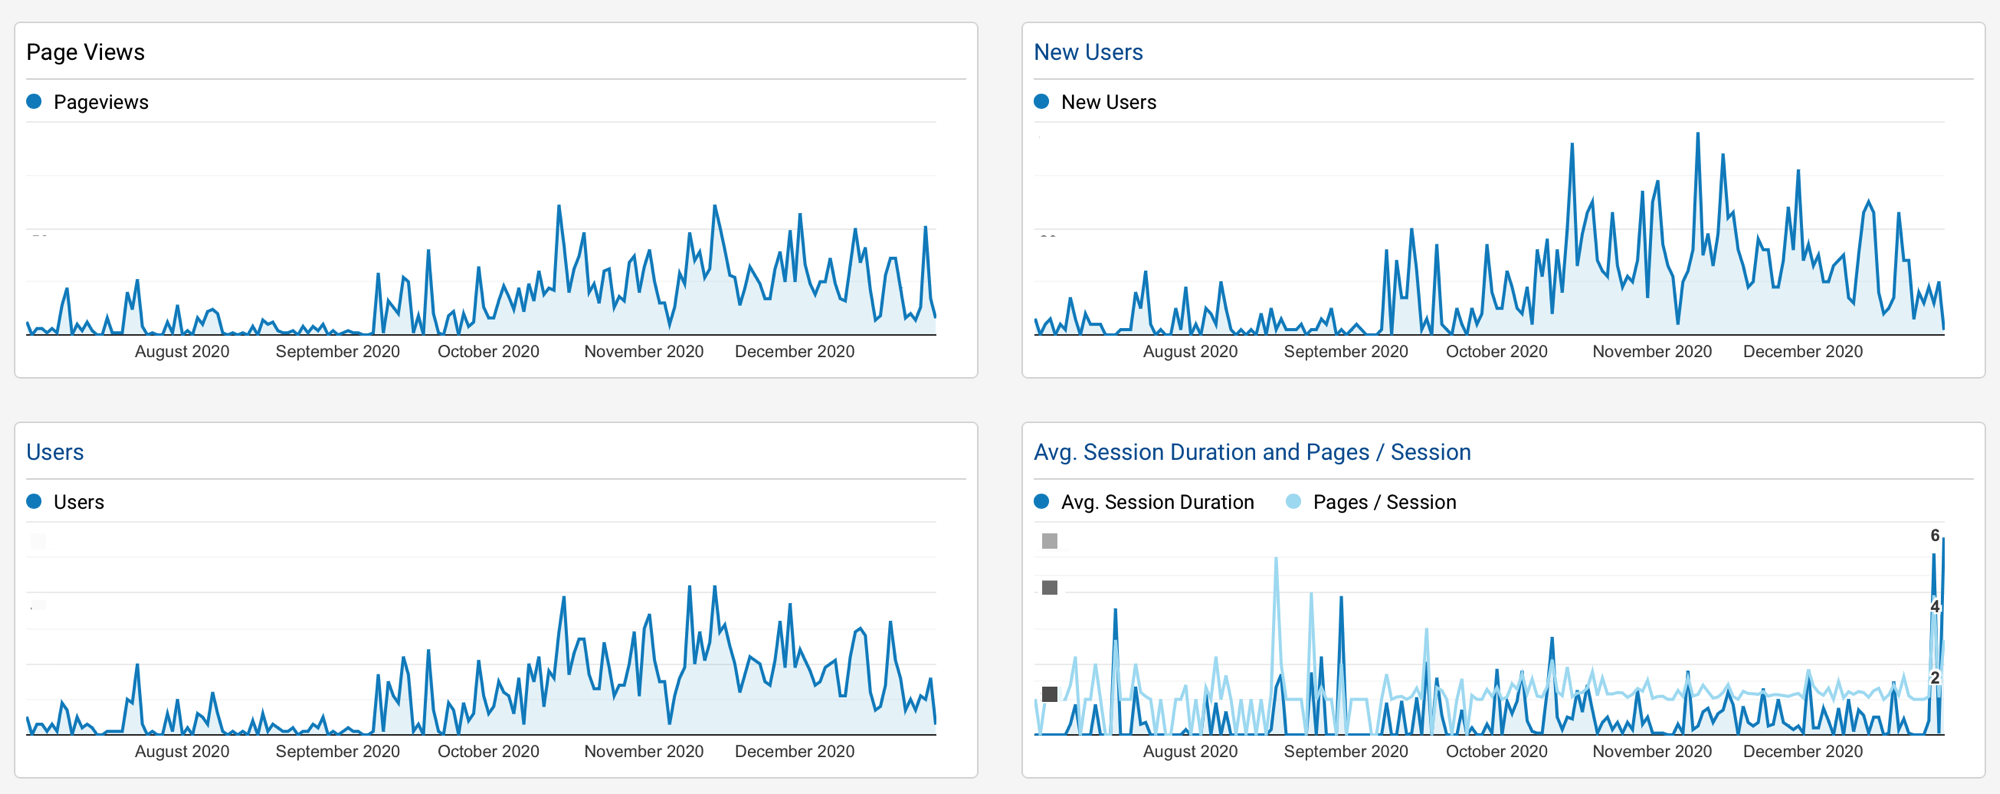 Page Views
Pageviews
August 2020 September 2020 October 2020 November 2020 December 2020
New Users
New Users
August 2020 September 2020 October 2020 November 2020 December 2020
Users
Users
August 2020 September 2020 October 2020 November 2020 December 2020
Avg. Session Duration and Pages / Session
Avg. Session Duration Pages / Session
6
4
2
August 2020 September 2020 October 2020 November 2020 December 2020